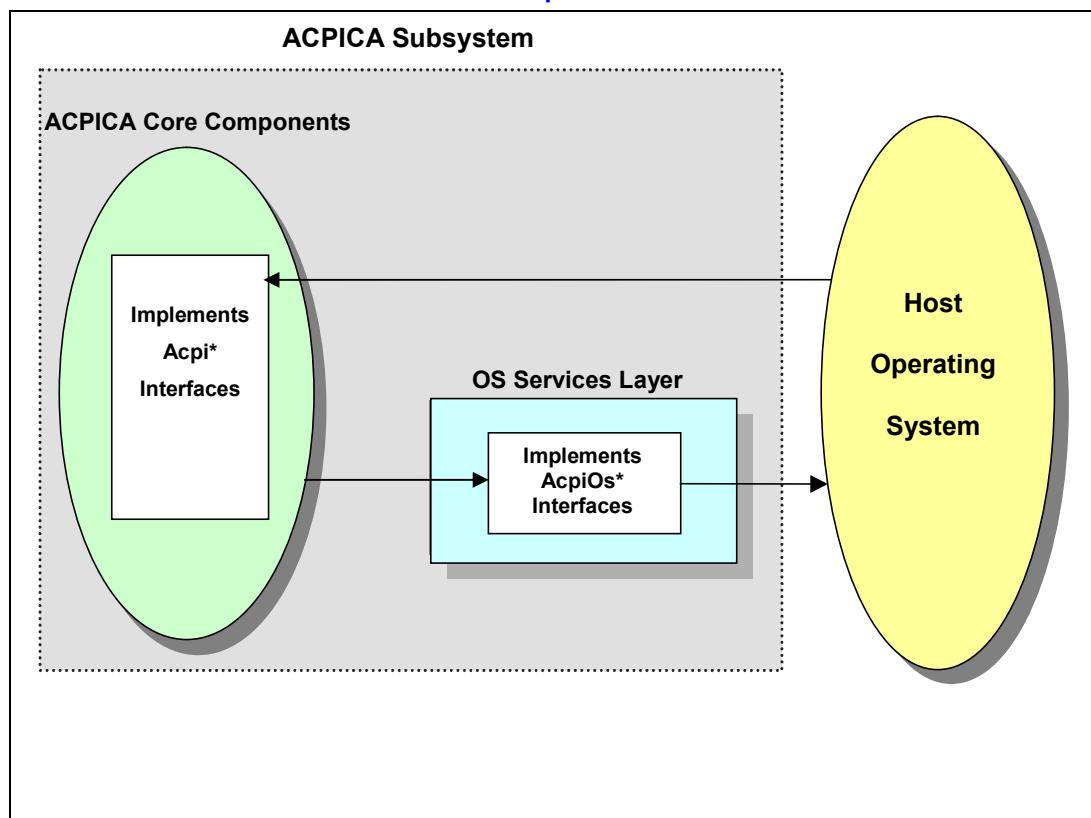 ACPICA Subsystem
ACPICA Core Components
Implements
Acpi*
Interfaces
OS Services Layer
Implements
AcpiOs*
Interfaces
Host
Operating
System